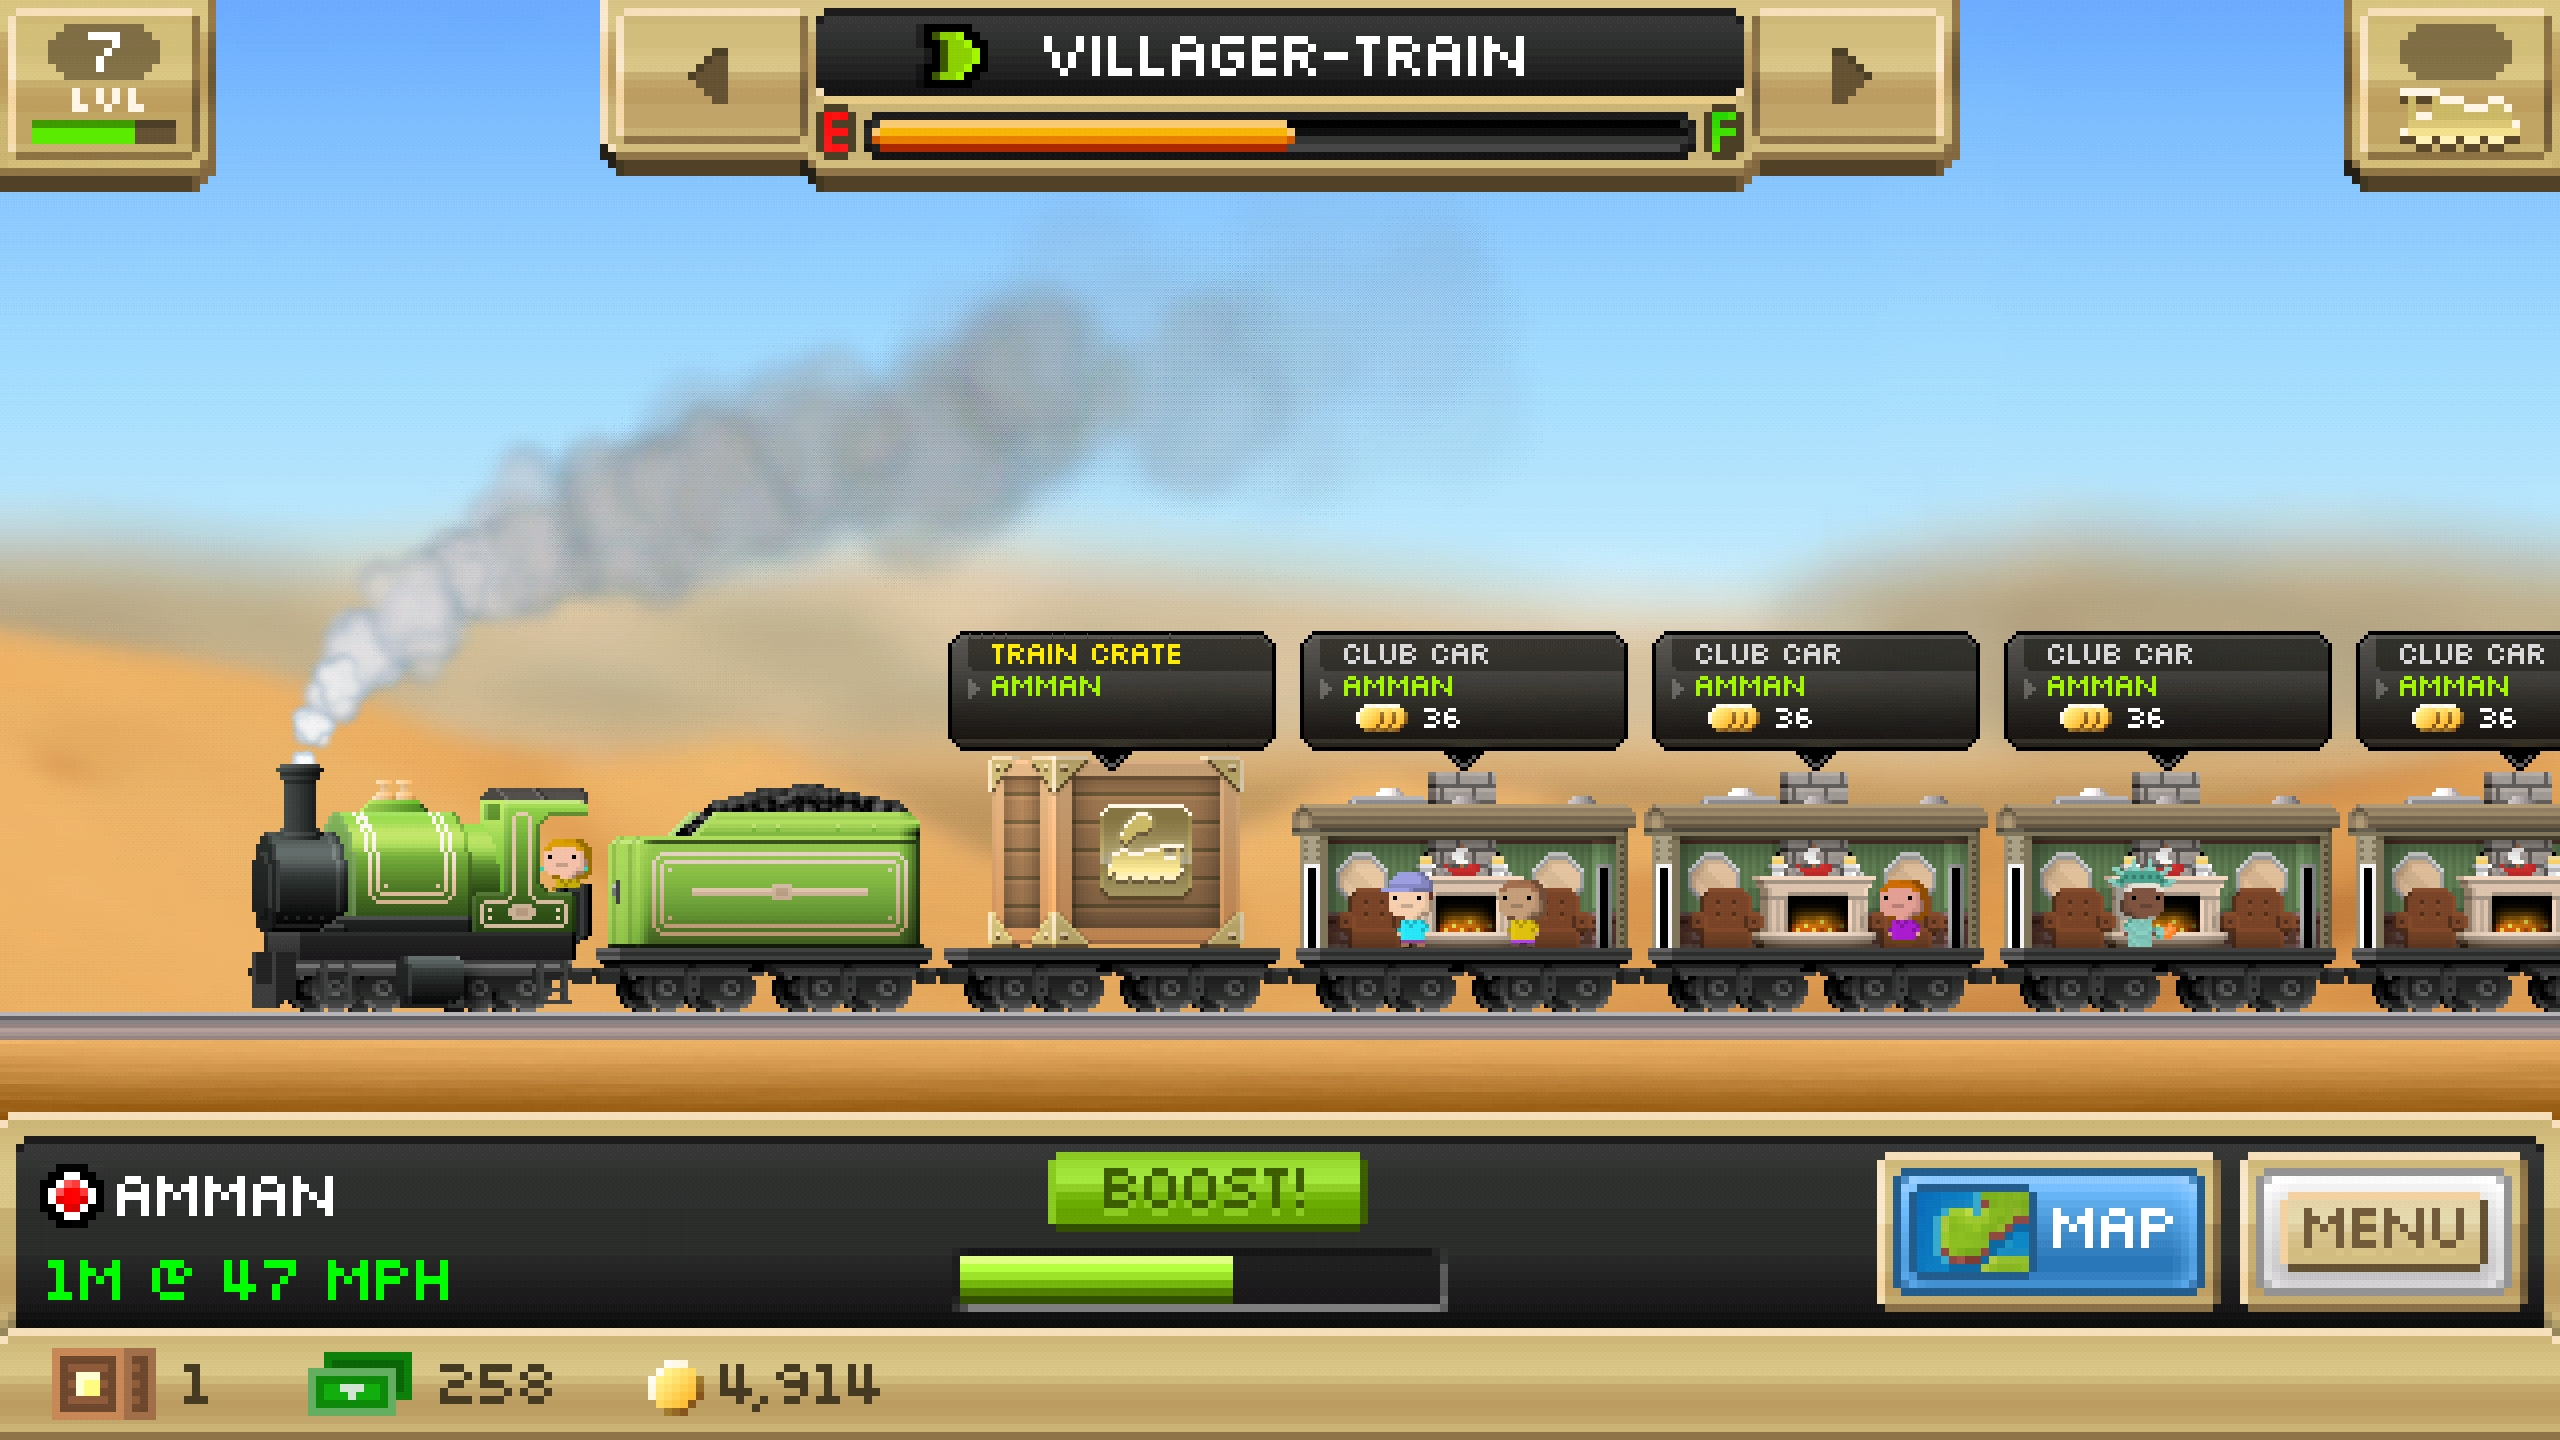 7
LVL
VILLAGER-TRAIN
E F
TRAIN CRATE
AMMAN
CLUB CAR
AMMAN
36
CLUB CAR
AMMAN
36
CLUB CAR
AMMAN
36
CLUB CAR
AMMAN
36
AMMAN
1M @ 47 MPH
BOOST!
MAP
MENU
1
258
4,914